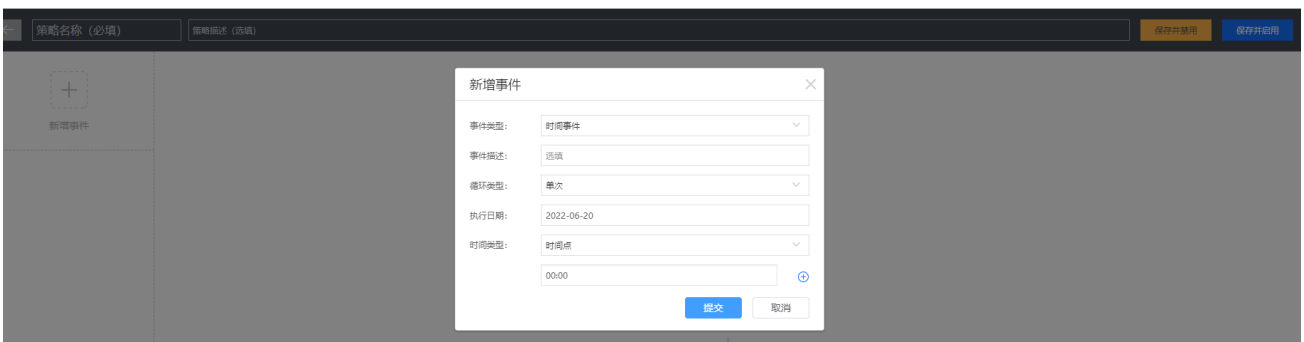 策略名称（必填） 策略描述（选填） 保存并禁用 保存并启用
新增事件
新增事件
事件类型： 时间事件
事件描述： 选填
循环类型： 单次
执行日期： 2022-06-20
时间类型： 时间点
00:00
提交 取消